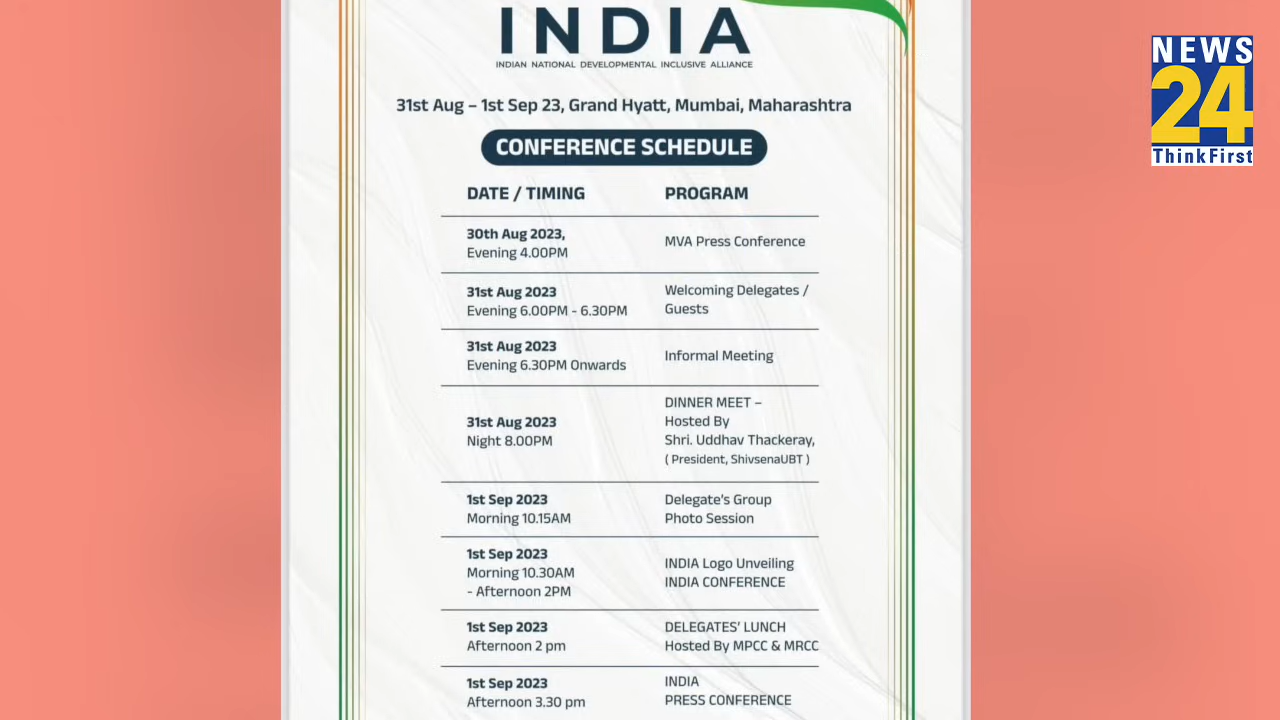 INDIA
INDIAN NATIONAL DEVELOPMENTAL INCLUSIVE ALLIANCE
31st Aug – 1st Sep 23, Grand Hyatt, Mumbai, Maharashtra
CONFERENCE SCHEDULE
DATE / TIMING
PROGRAM
30th Aug 2023,
Evening 4.00PM
MVA Press Conference
31st Aug 2023
Evening 6.00PM - 6.30PM
Welcoming Delegates /
Guests
31st Aug 2023
Evening 6.30PM Onwards
Informal Meeting
31st Aug 2023
Night 8.00PM
DINNER MEET –
Hosted By
Shri. Uddhav Thackeray,
( President, ShivsenaUBT )
1st Sep 2023
Morning 10.15AM
Delegate's Group
Photo Session
1st Sep 2023
Morning 10.30AM
- Afternoon 2PM
INDIA Logo Unveiling
INDIA CONFERENCE
1st Sep 2023
Afternoon 2 pm
DELEGATES' LUNCH
Hosted By MPCC & MRCC
1st Sep 2023
Afternoon 3.30 pm
INDIA
PRESS CONFERENCE
NEWS
24
ThinkFirst